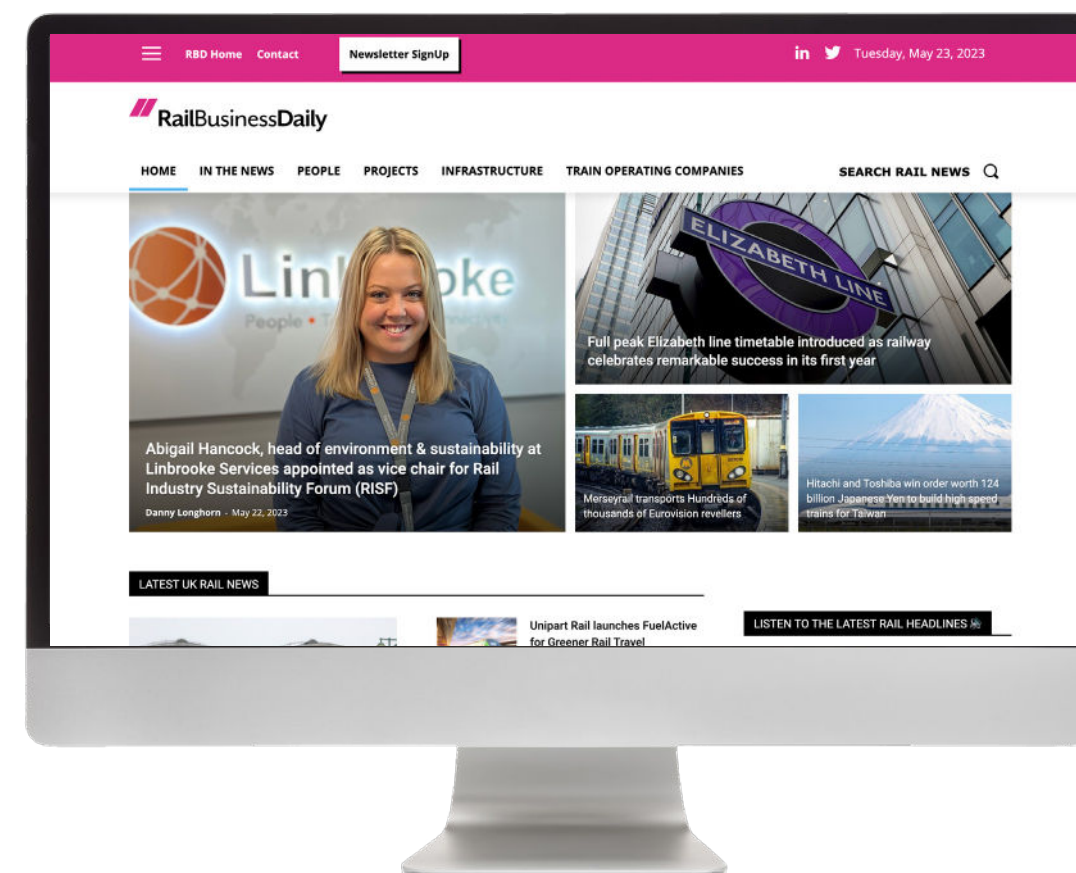 RBD Home Contact Newsletter SignUp
in Tuesday, May 23, 2023
RailBusinessDaily
HOME IN THE NEWS PEOPLE PROJECTS INFRASTRUCTURE TRAIN OPERATING COMPANIES SEARCH RAIL NEWS
People •
Abigail Hancock, head of environment & sustainability at
Linbrooke Services appointed as vice chair for Rail
Industry Sustainability Forum (RISF)
Danny Longhorn - May 22, 2023
ELIZABETH LINE
Full peak Elizabeth line timetable introduced as railway
celebrates remarkable success in its first year
Merseyrail transports Hundreds of
thousands of Eurovision revellers
Hitachi and Toshiba win order worth 124
billion Japanese Yen to build high speed
trains for Taiwan
LATEST UK RAIL NEWS
Unipart Rail launches FuelActive
for Greener Rail Travel
LISTEN TO THE LATEST RAIL HEADLINES